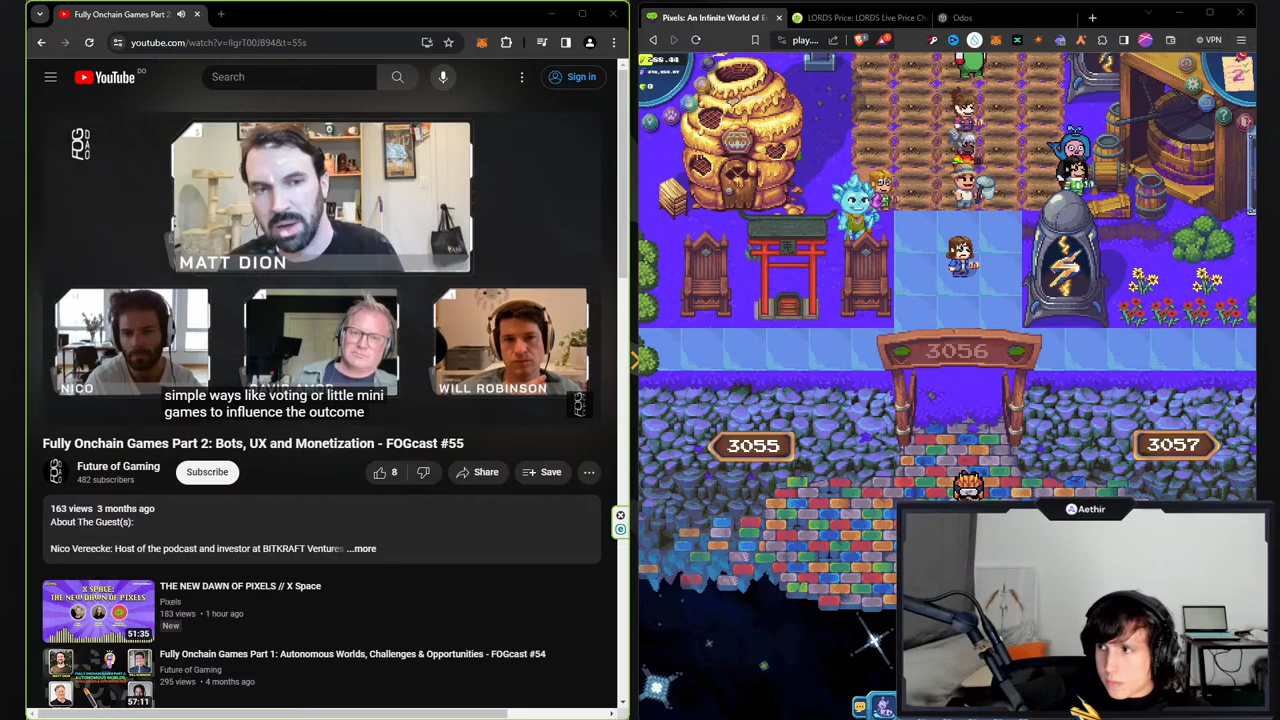 Fully Onchain Games Part 2:
youtube.com/watch?v=IIgrT00JB94&t=55s
YouTube
DO
Search
Sign in
FOG
DAO
MATT DION
NICO
WILL ROBINSON
simple ways like voting or little mini
games to influence the outcome
Fully Onchain Games Part 2: Bots, UX and Monetization - FOGcast #55
Future of Gaming
482 subscribers
Subscribe
8
Share
Save
163 views 3 months ago
About The Guest(s):
Nico Vereecke: Host of the podcast and investor at BITKRAFT Ventures ...more
THE NEW DAWN OF PIXELS // X Space
Pixels
183 views • 1 hour ago
New
51:35
Fully Onchain Games Part 1: Autonomous Worlds, Challenges & Opportunities - FOGcast #54
Future of Gaming
295 views • 4 months ago
57:11
Pixels: An Infinite World of E
LORDS Price: LORDS Live Price Ch
Odos
play....
VPN
3056
3055
3057
Aethir